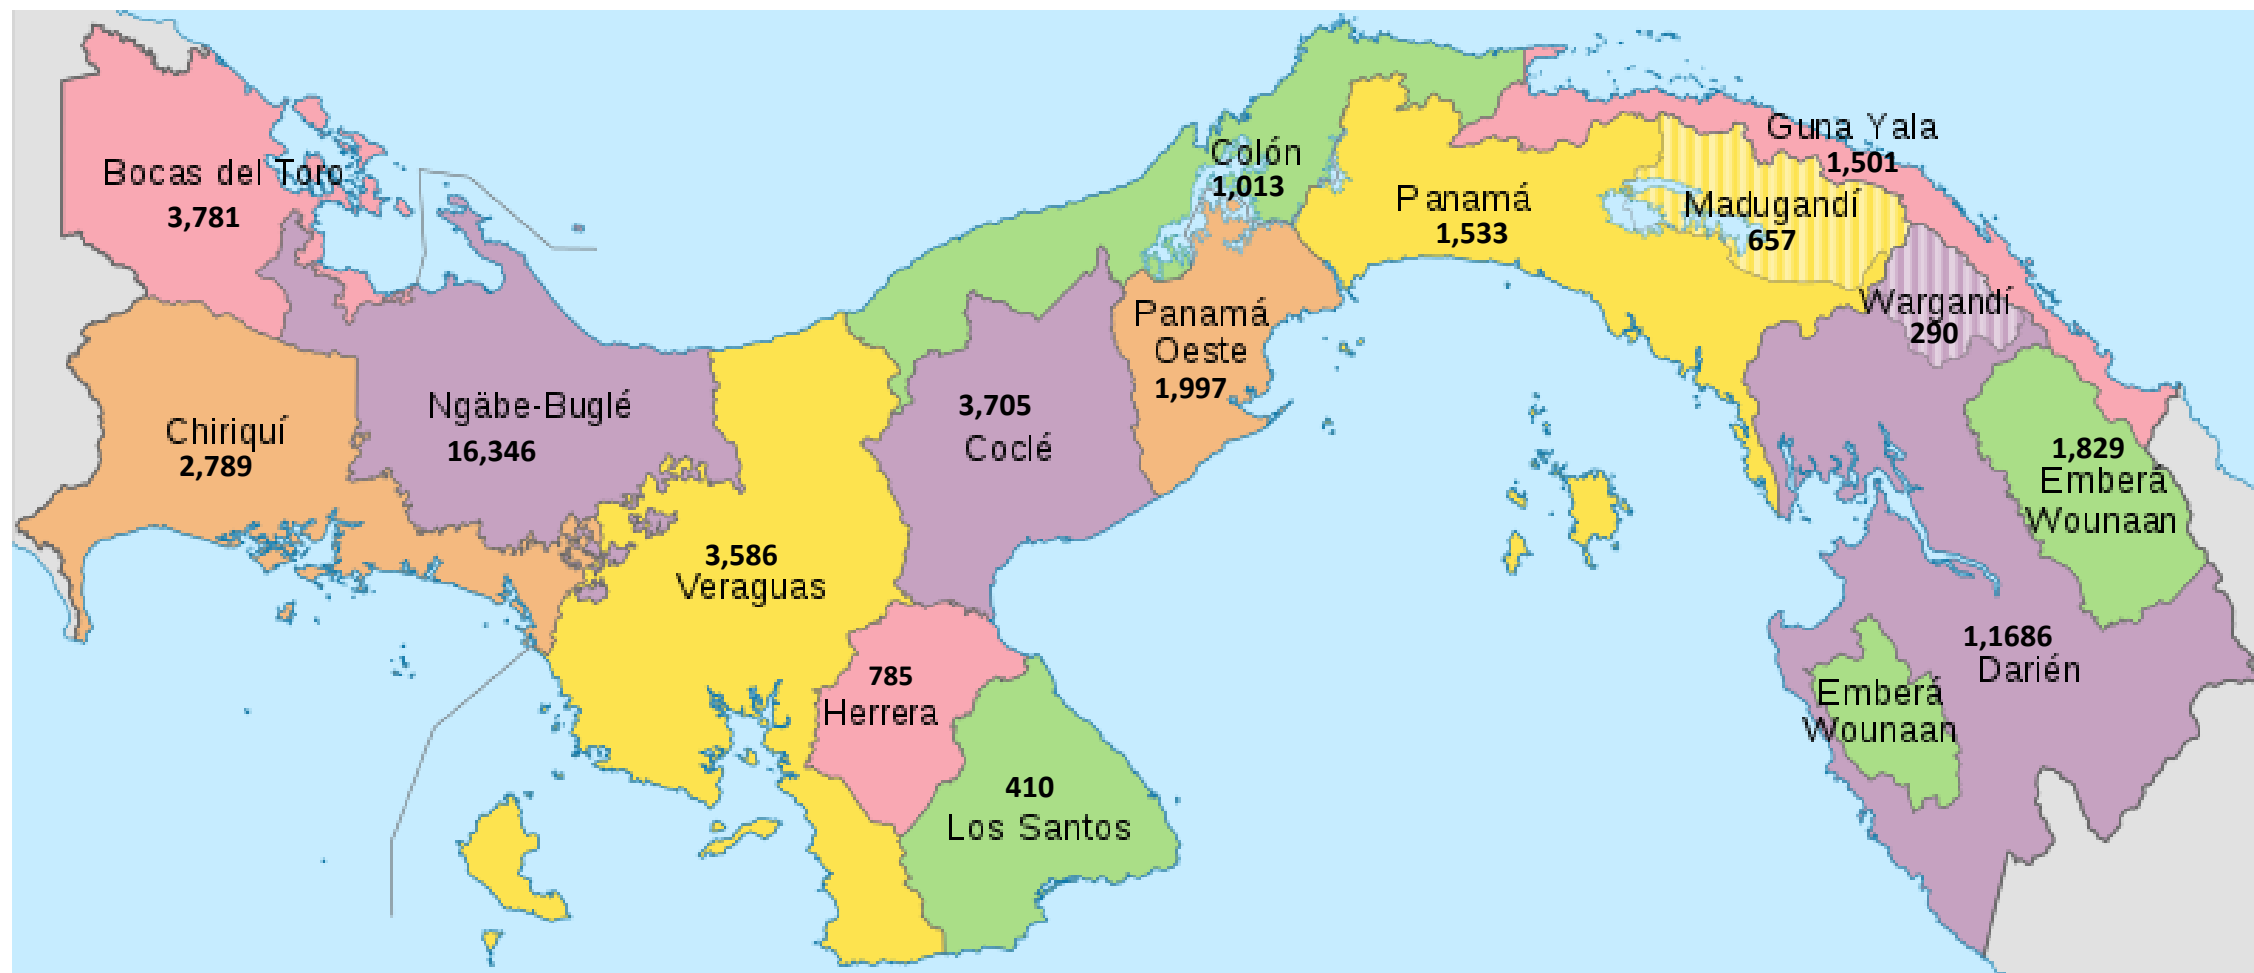 Bocas del Toro
3,781
Chiriquí
2,789
Ngäbe-Buglé
16,346
3,586
Veraguas
785
Herrera
410
Los Santos
3,705
Coclé
Colón
1,013
Panamá
Oeste
1,997
Panamá
1,533
Guna Yala
1,501
Madugandí
657
Wargandí
290
1,829
Emberá
Wounaan
1,1686
Darién
Emberá
Wounaan